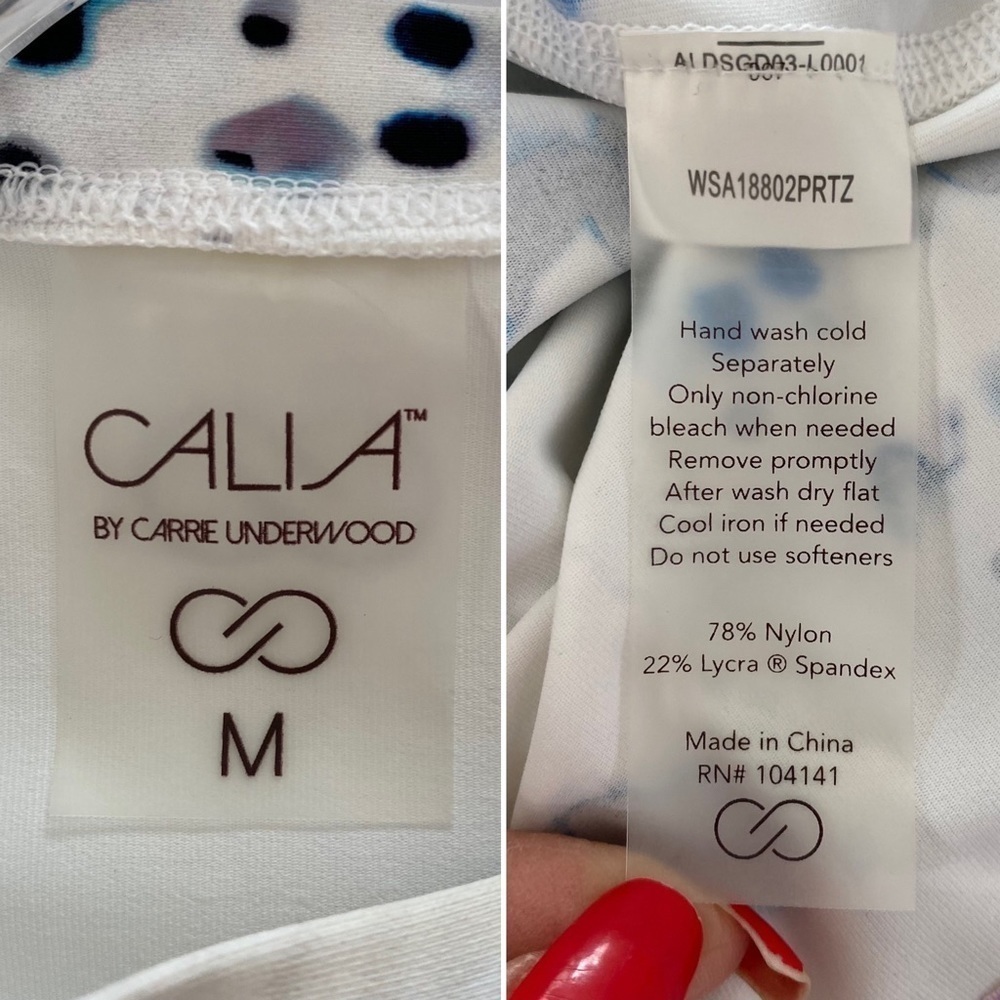 CALIA™
BY CARRIE UNDERWOOD
M
ALDSGD03-L0001
WSA18802PRTZ
Hand wash cold
Separately
Only non-chlorine
bleach when needed
Remove promptly
After wash dry flat
Cool iron if needed
Do not use softeners
78% Nylon
22% Lycra ® Spandex
Made in China
RN# 104141